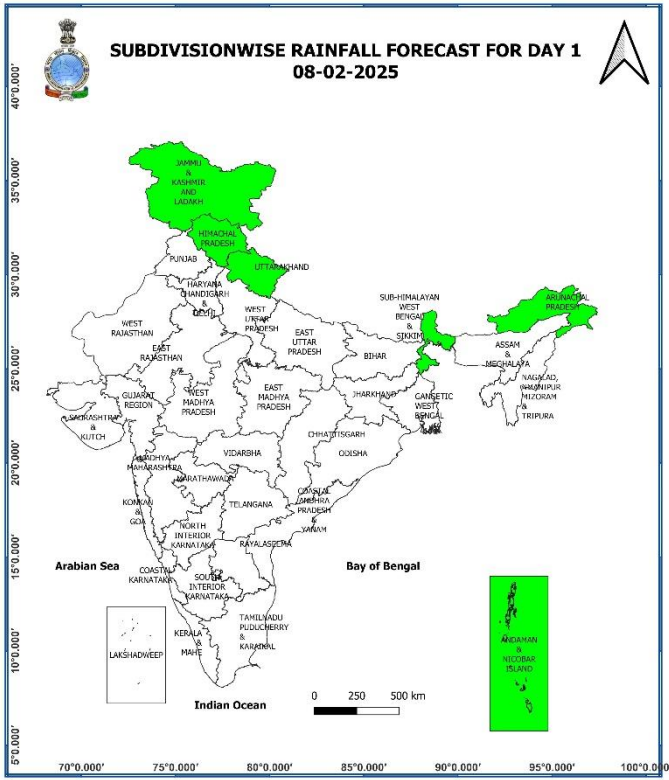 SUBDIVISIONWISE RAINFALL FORECAST FOR DAY 1
08-02-2025
40°0.000'
35°0.000'
30°0.000'
25°0.000'
20°0.000'
15°0.000'
10°0.000'
5°0.000'
JAMMU
&
KASHMIR
AND
LADAKH
HIMACHAL
PRADESH
PUNJAB
UTTARAKHAND
HARYANA
CHANDIGARH
&
DELHI
WEST
UTTAR
PRADESH
EAST
UTTAR
PRADESH
WEST
RAJASTHAN
EAST
RAJASTHAN
SUB-HIMALAYAN
WEST
BENGAL
&
SIKKIM
ARUNACHAL
PRADESH
ASSAM
&
MEGHALAYA
NAGALAD,
MANIPUR
MIZORAM
&
TRIPURA
BIHAR
JHARKHAND
GANGETIC
WEST
BENGAL
GUJARAT
REGION
SAURASHTRA
&
KUTCH
WEST
MADHYA
PRADESH
EAST
MADHYA
PRADESH
CHHATTISGARH
ODISHA
VIDARBHA
MADHYA
MAHARASHTRA
MARATHAWADA
KONKAN
&
GOA
TELANGANA
COASTAL
ANDHRA
PRADESH
&
YANAM
NORTH
INTERIOR
KARNATAKA
RAYALASEEMA
COASTAL
KARNATAKA
SOUTH
INTERIOR
KARNATAKA
TAMILNADU
PUDUCHERRY
&
KARAIKAL
KERALA
&
MAHE
LAKSHADWEEP
ANDAMAN
&
NICOBAR
ISLAND
Arabian Sea
Bay of Bengal
Indian Ocean
0 250 500 km
70°0.000' 75°0.000' 80°0.000' 85°0.000' 90°0.000' 95°0.000' 100°0.000